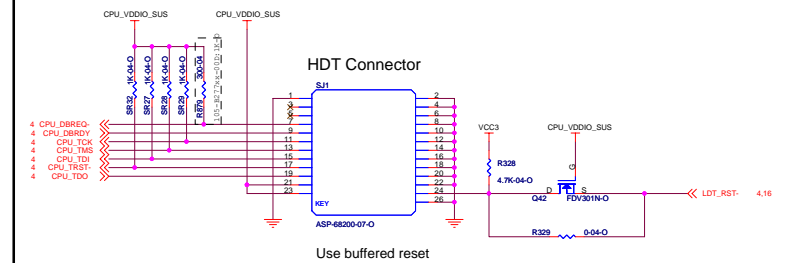 CPU_VDDIO_SUS
CPU_VDDIO_SUS
SR32 1K-04-O
SR27 1K-04-O
SR28 1K-04-O
SR29 1K-04-O
R879 300-04
HDT Connector
SJ1
1 2
3 4
5 6
7 8
9 10
11 12
13 14
15 16
17 18
19 20
21 22
23 24
26
KEY
ASP-68200-07-O
4 CPU_DBREQ-
4 CPU_DBRDY
4 CPU_TCK
4 CPU_TMS
4 CPU_TDI
4 CPU_TRST-
4 CPU_TDO
VCC3
CPU_VDDIO_SUS
R328
4.7K-04-O
G
D S
Q42 FDV301N-O
LDT_RST- 4,16
R329 0-04-O
Use buffered reset